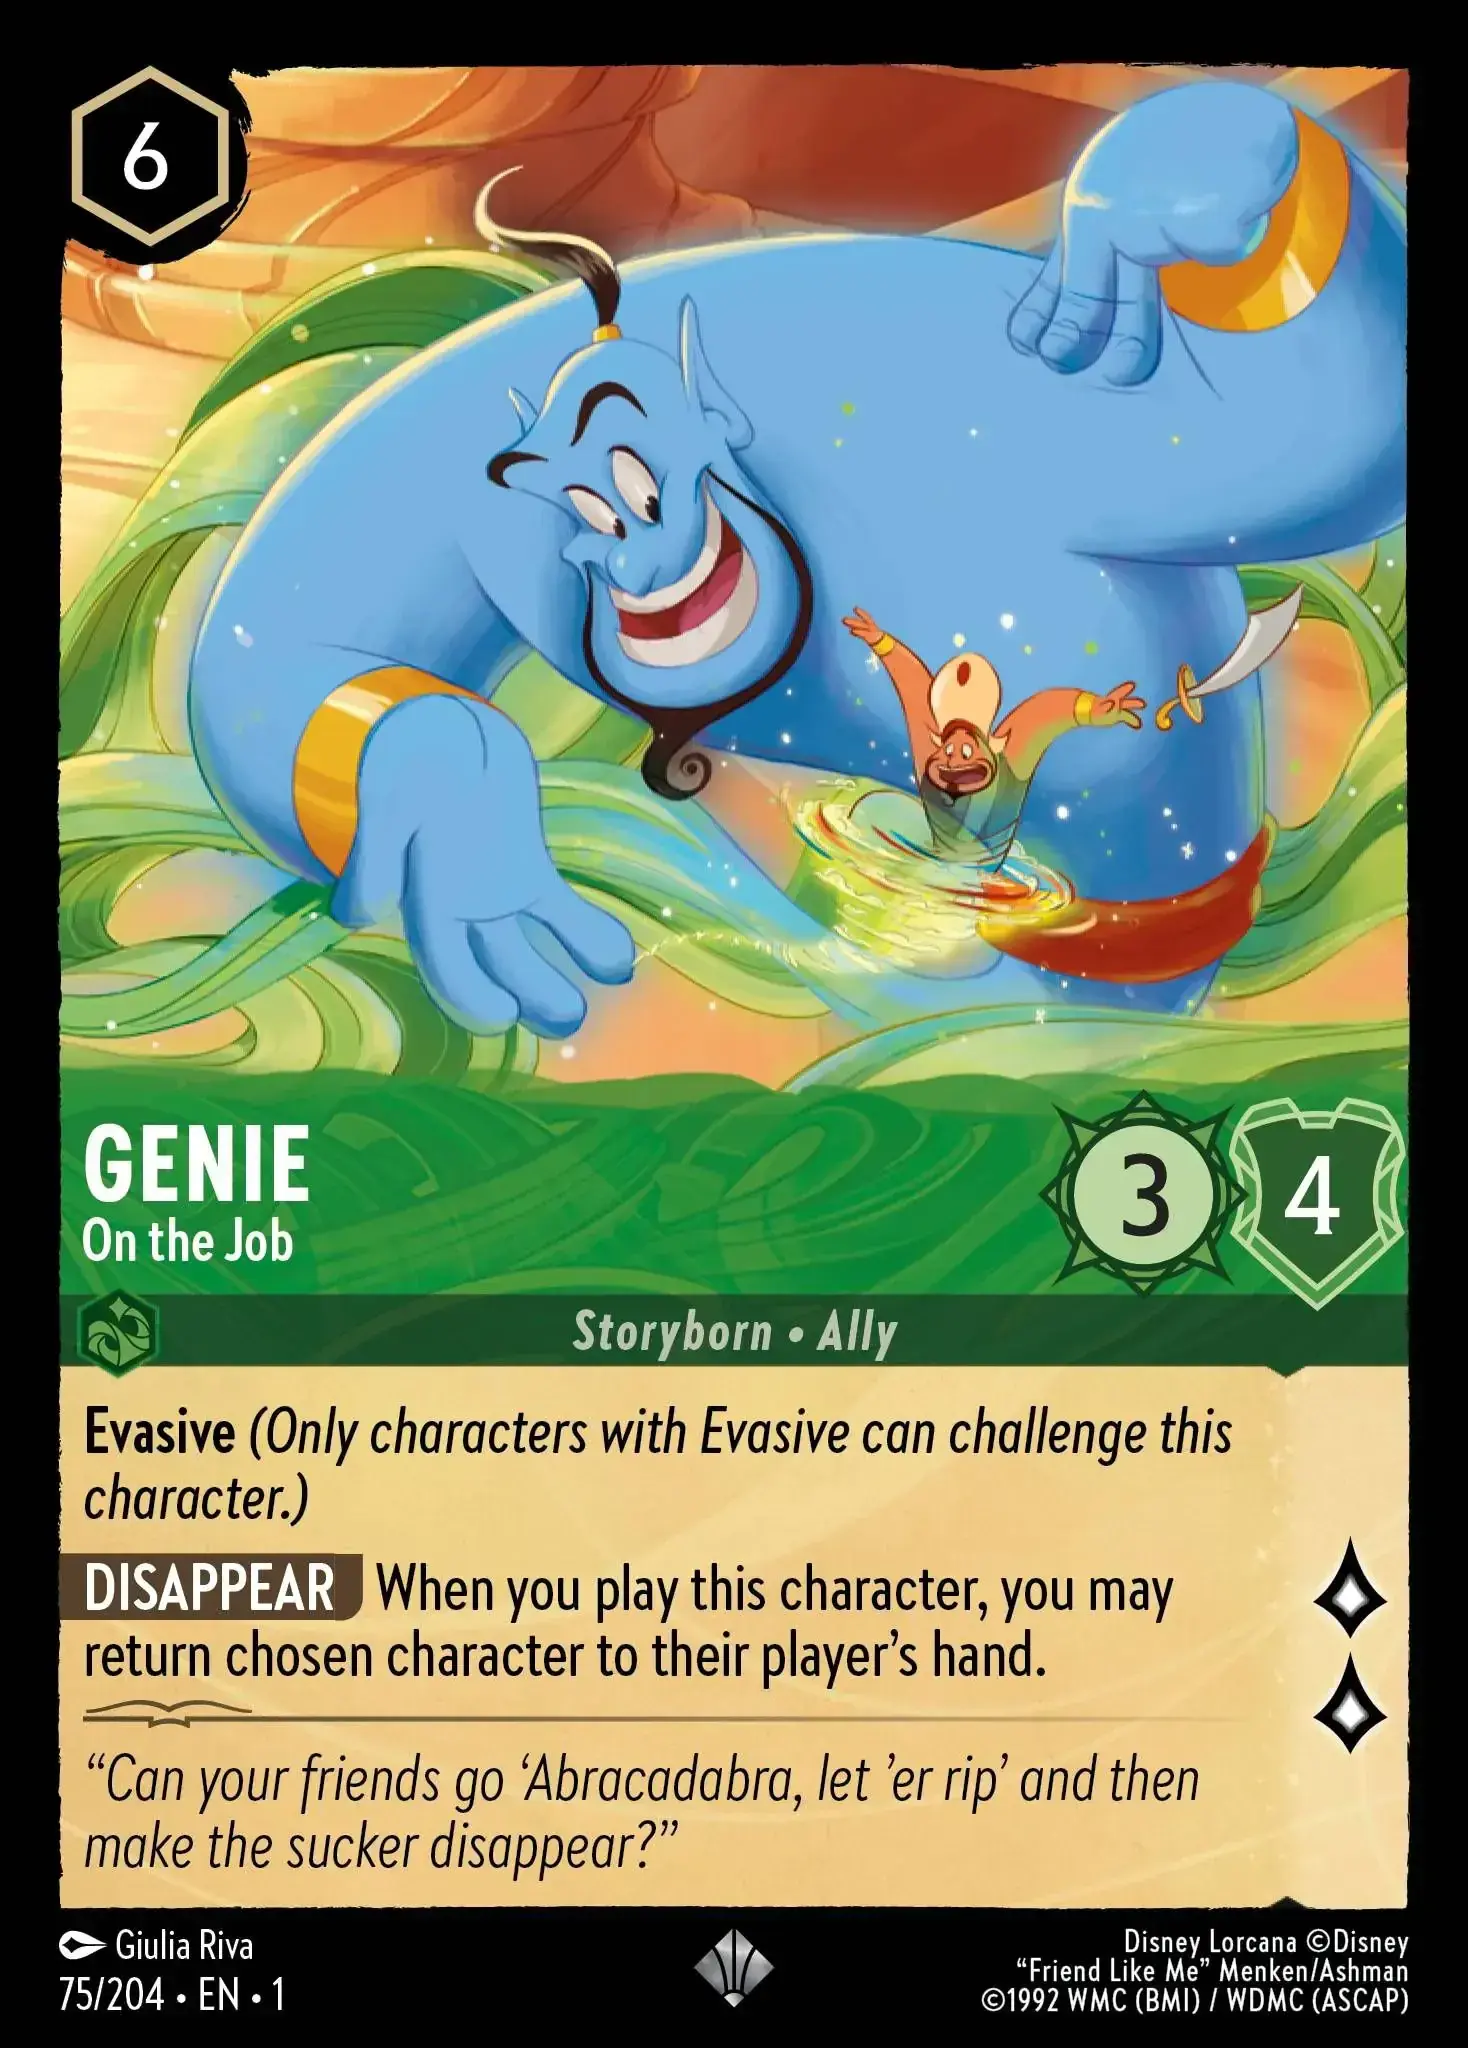 6
GENIE
On the Job
3
4
Storyborn • Ally
Evasive (Only characters with Evasive can challenge this
character.)
DISAPPEAR When you play this character, you may
return chosen character to their player’s hand.
“Can your friends go ‘Abracadabra, let ’er rip’ and then
make the sucker disappear?”
Giulia Riva
75/204 • EN • 1
Disney Lorcana ©Disney
“Friend Like Me” Menken/Ashman
©1992 WMC (BMI) / WDMC (ASCAP)